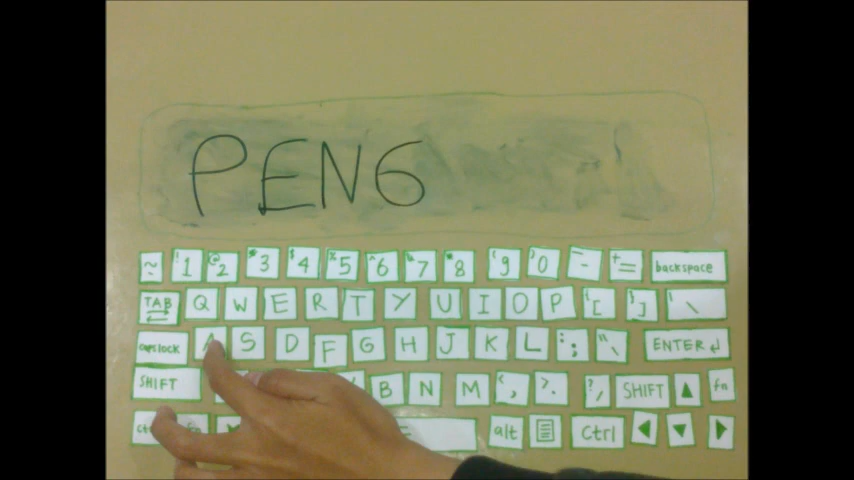 PENG
~ ! 1 @ 2 * 3 $ 4 % 5 ^ 6 & 7 * 8 ( 9 ) 0 - + = backspace
TAB Q W E R T Y U I O P { [ } ] \
capslock A S D F G H J K L : ; " \ ENTER
SHIFT B N M < , > . ? / SHIFT fn
alt Ctrl